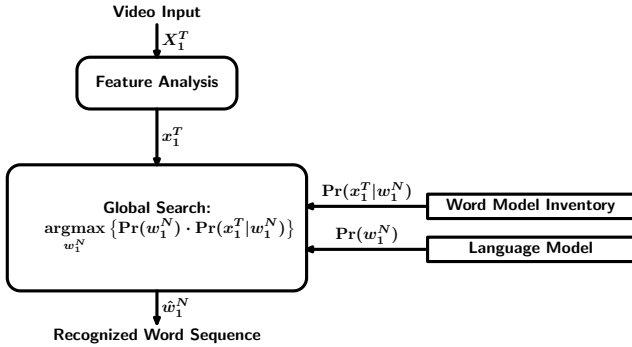 Video Input
X_1^T
Feature Analysis
x_1^T
Global Search:
argmax {Pr(w_1^N) · Pr(x_1^T|w_1^N)}
w_1^N
Pr(x_1^T|w_1^N)
Word Model Inventory
Pr(w_1^N)
Language Model
ŵ_1^N
Recognized Word Sequence